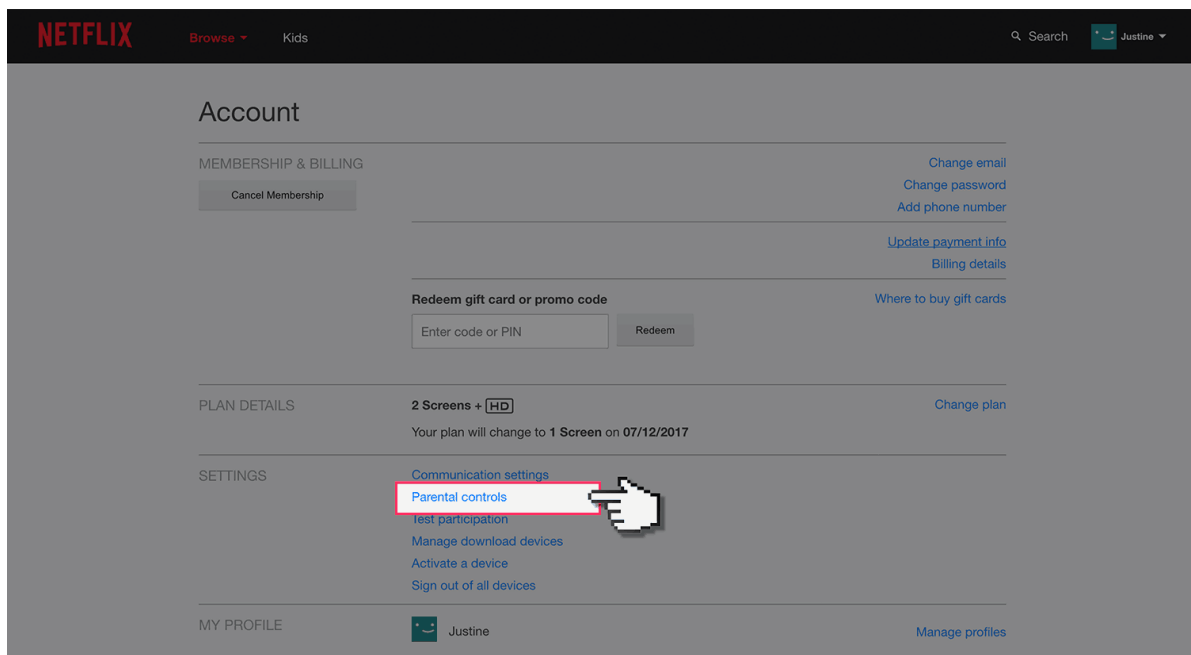 NETFLIX Browse Kids Search Justine
Account
MEMBERSHIP & BILLING Change email
Cancel Membership Change password
Add phone number
Update payment info
Billing details
Redeem gift card or promo code Where to buy gift cards
Enter code or PIN Redeem
PLAN DETAILS 2 Screens + HD Change plan
Your plan will change to 1 Screen on 07/12/2017
SETTINGS Communication settings
Parental controls
Test participation
Manage download devices
Activate a device
Sign out of all devices
MY PROFILE Justine Manage profiles